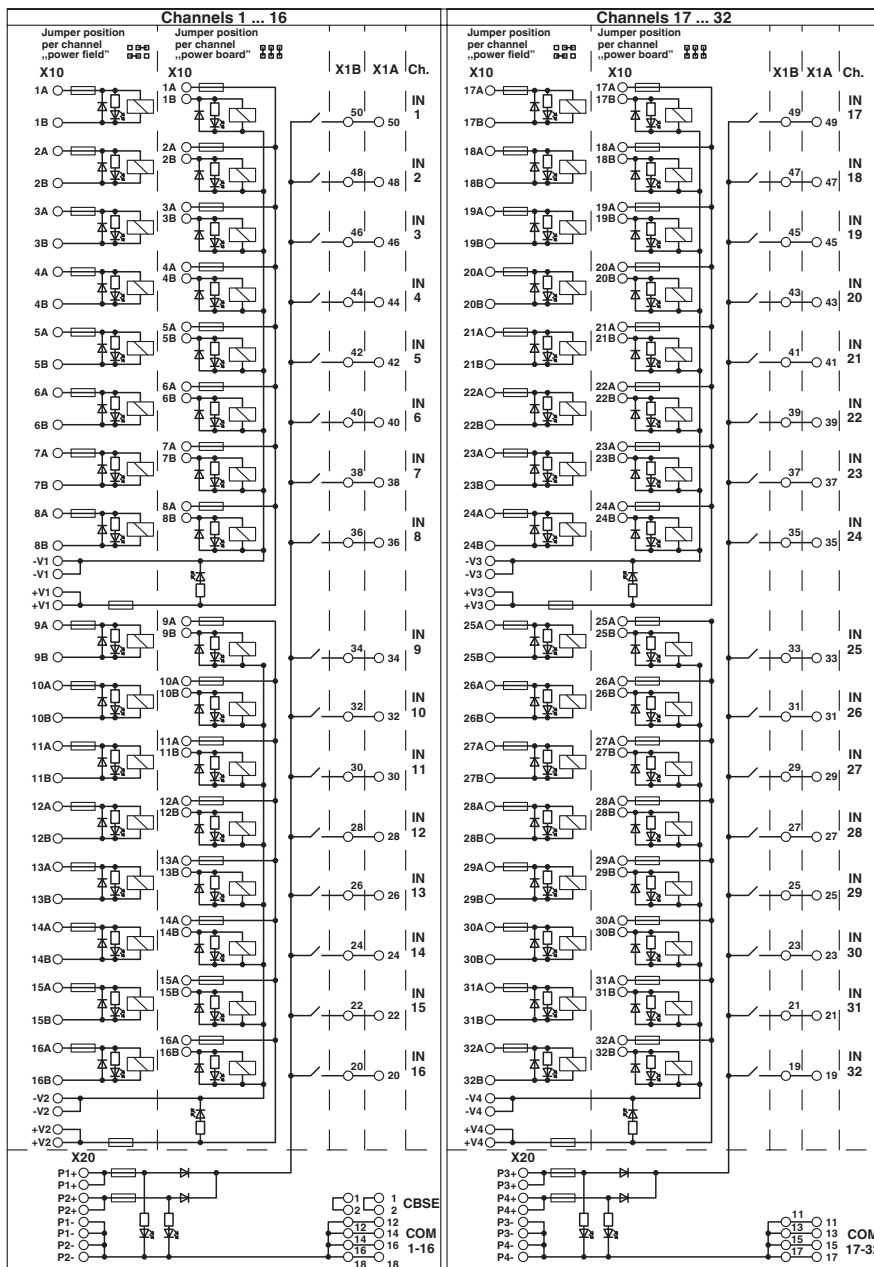 Channels 1 ... 16
Jumper position per channel „power field"
Jumper position per channel „power board"
X10
X10
X1B
X1A
Ch.
1A
1B
1A
1B
50
50
IN 1
2A
2B
2A
2B
48
48
IN 2
3A
3B
3A
3B
46
46
IN 3
4A
4B
4A
4B
44
44
IN 4
5A
5B
5A
5B
42
42
IN 5
6A
6B
6A
6B
40
40
IN 6
7A
7B
7A
7B
38
38
IN 7
8A
8B
8A
8B
36
36
IN 8
-V1
-V1
+V1
+V1
9A
9B
9A
9B
34
34
IN 9
10A
10B
10A
10B
32
32
IN 10
11A
11B
11A
11B
30
30
IN 11
12A
12B
12A
12B
28
28
IN 12
13A
13B
13A
13B
26
26
IN 13
14A
14B
14A
14B
24
24
IN 14
15A
15B
15A
15B
22
22
IN 15
16A
16B
16A
16B
20
20
IN 16
-V2
-V2
+V2
+V2
X20
P1+
P1+
P2+
P2+
P1-
P1-
P2-
P2-
1
1
2
2
CBSE
12
12
14
14
16
16
18
18
COM 1-16
Channels 17 ... 32
Jumper position per channel „power field"
Jumper position per channel „power board"
X10
X10
X1B
X1A
Ch.
17A
17B
17A
17B
49
49
IN 17
18A
18B
18A
18B
47
47
IN 18
19A
19B
19A
19B
45
45
IN 19
20A
20B
20A
20B
43
43
IN 20
21A
21B
21A
21B
41
41
IN 21
22A
22B
22A
22B
39
39
IN 22
23A
23B
23A
23B
37
37
IN 23
24A
24B
24A
24B
35
35
IN 24
-V3
-V3
+V3
+V3
25A
25B
25A
25B
33
33
IN 25
26A
26B
26A
26B
31
31
IN 26
27A
27B
27A
27B
29
29
IN 27
28A
28B
28A
28B
27
27
IN 28
29A
29B
29A
29B
25
25
IN 29
30A
30B
30A
30B
23
23
IN 30
31A
31B
31A
31B
21
21
IN 31
32A
32B
32A
32B
19
19
IN 32
-V4
-V4
+V4
+V4
X20
P3+
P3+
P4+
P4+
P3-
P3-
P4-
P4-
11
11
13
13
15
15
17
17
COM 17-32